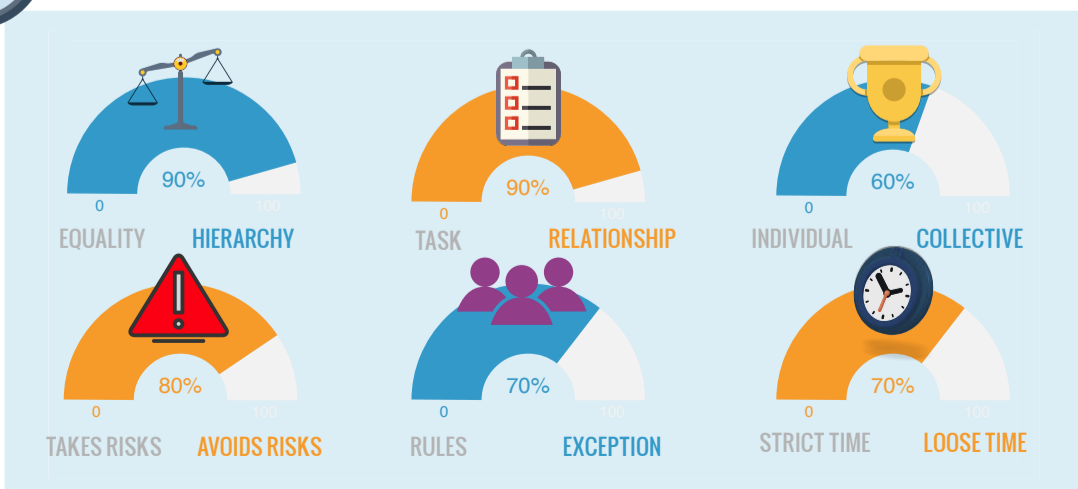 90%
0 100
EQUALITY HIERARCHY
90%
0 100
TASK RELATIONSHIP
60%
0 100
INDIVIDUAL COLLECTIVE
80%
0 100
TAKES RISKS AVOIDS RISKS
70%
0 100
RULES EXCEPTION
70%
0 100
STRICT TIME LOOSE TIME